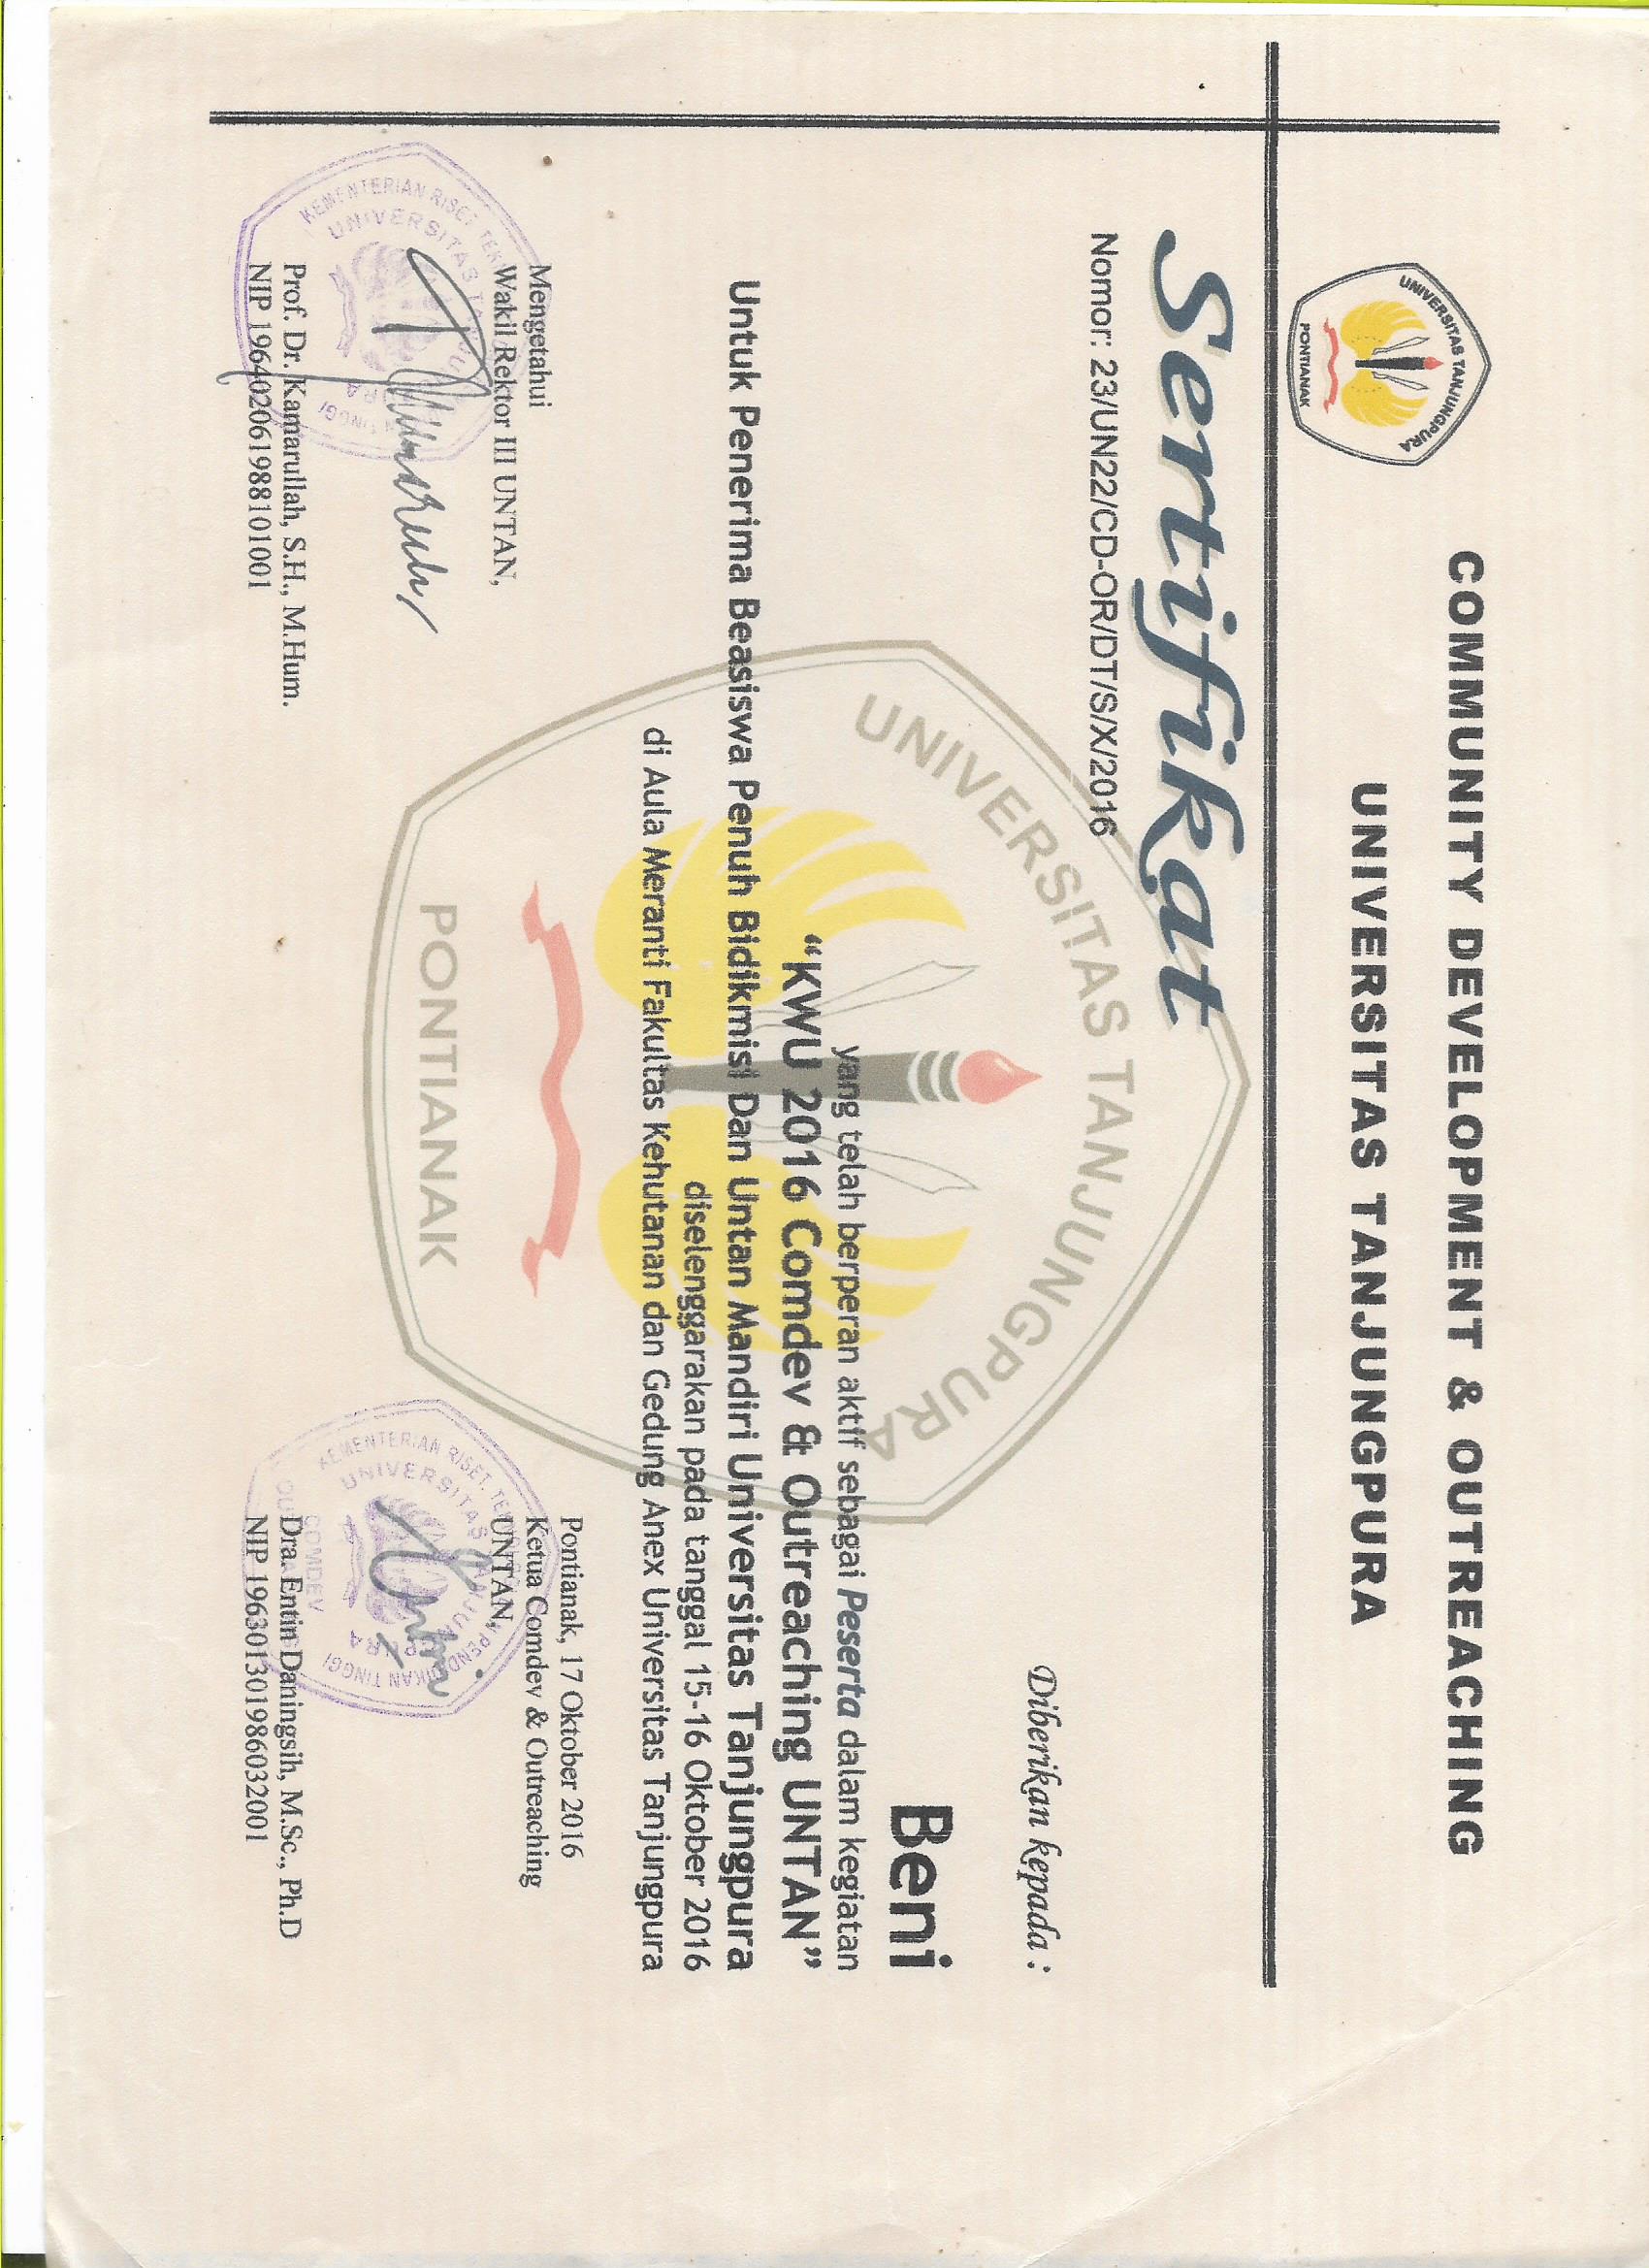 COMMUNITY DEVELOPMENT & OUTREACHING
UNIVERSITAS TANJUNGPURA
UNIVERSITAS TANJUNGPURA
PONTIANAK
Sertifikat
Nomor: 23/UN22/CD-OR/DT/S/X/2016
Diberikan kepada :
Beni
yang telah berperan aktif sebagai Peserta dalam kegiatan
“KWU 2016 Comdev & Outreaching UNTAN”
Untuk Penerima Beasiswa Penuh Bidikmisi Dan Untan Mandiri Universitas Tanjungpura
diselenggarakan pada tanggal 15-16 Oktober 2016
di Aula Meranti Fakultas Kehutanan dan Gedung Anex Universitas Tanjungpura
UNIVERSITAS TANJUNGPURA
PONTIANAK
Mengetahui
Wakil Rektor III UNTAN,
KEMENTERIAN RISET, TEK
UNIVERSITAS
TINGGI
Prof. Dr. Kamarullah, S.H., M.Hum.
NIP 196402061988101001
Pontianak, 17 Oktober 2016
Ketua Comdev & Outreaching
UNTAN,
KEMENTERIAN RISET, TE
UNIVERSITAS
TINGGI
COMDEV
Dra. Entin Daningsih, M.Sc., Ph.D
NIP 196301301986032001